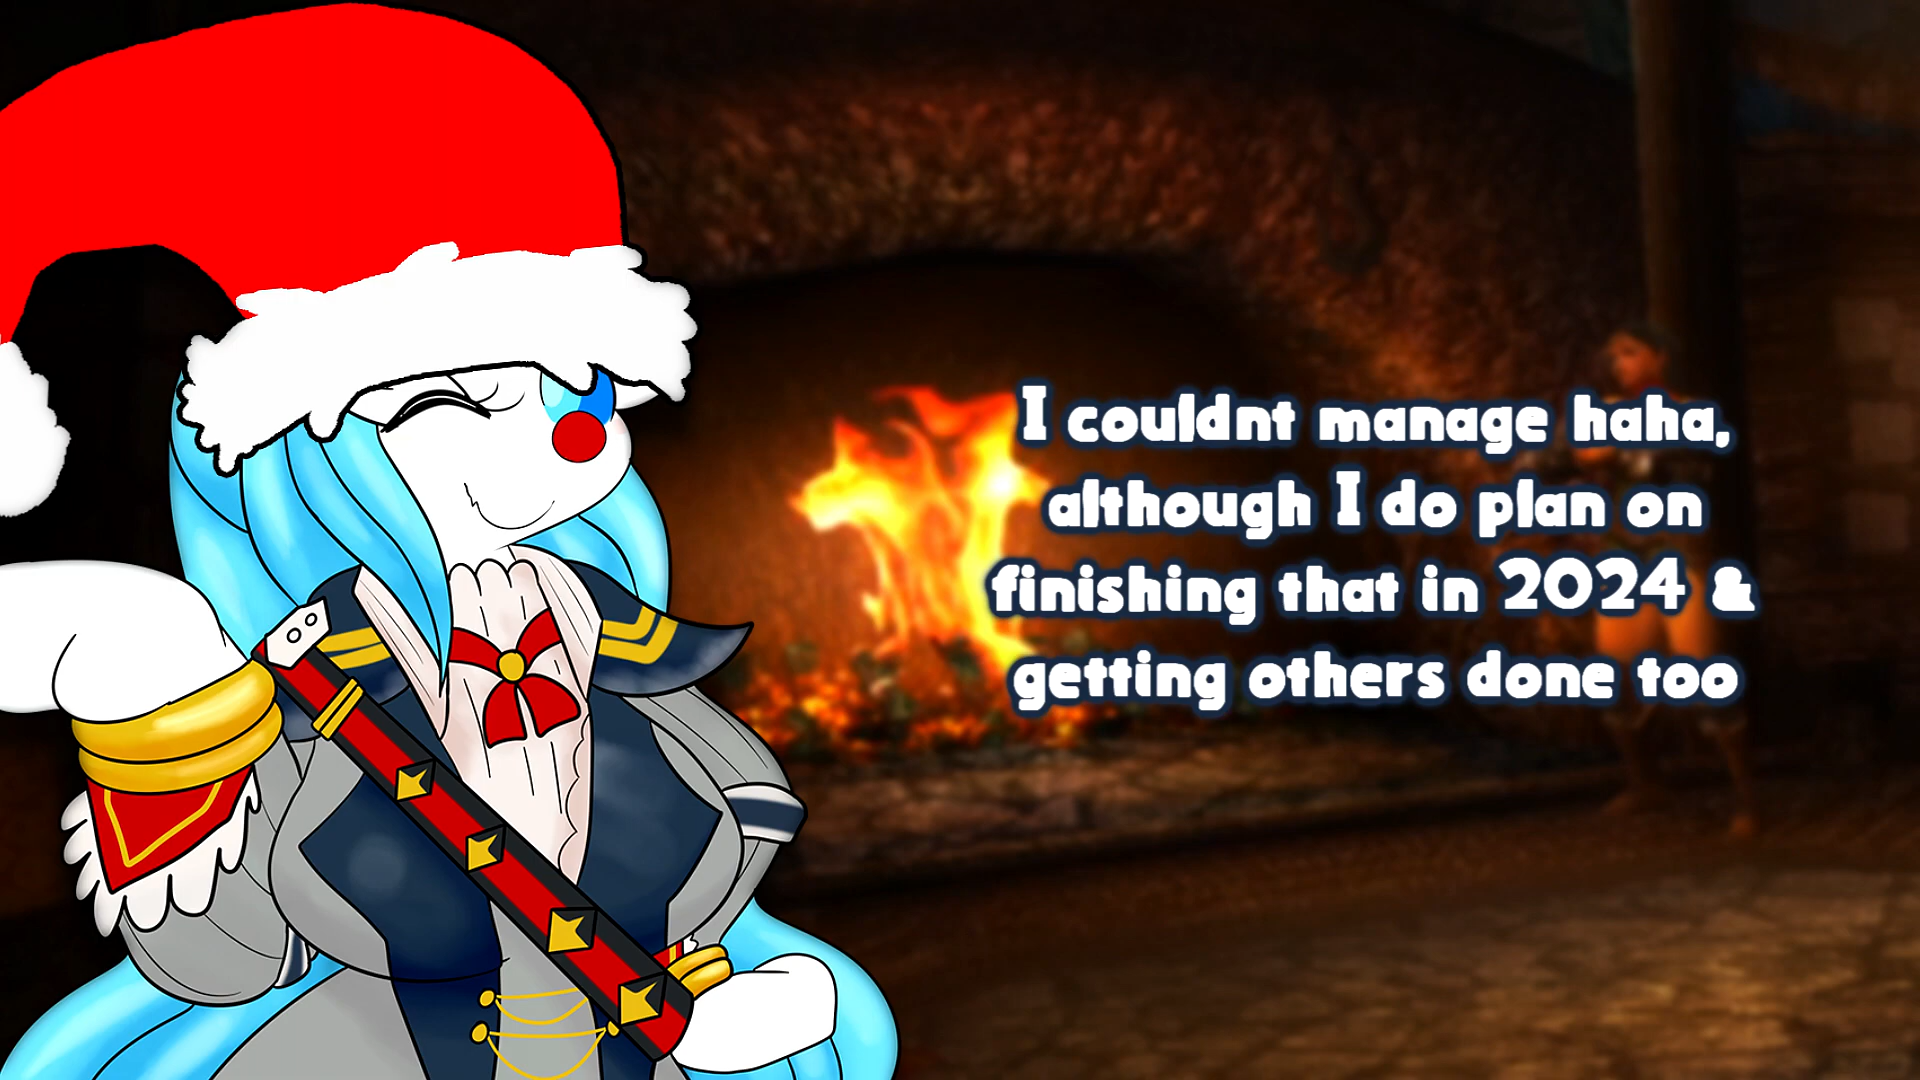 I couldnt manage haha,
although I do plan on
finishing that in 2024 &
getting others done too